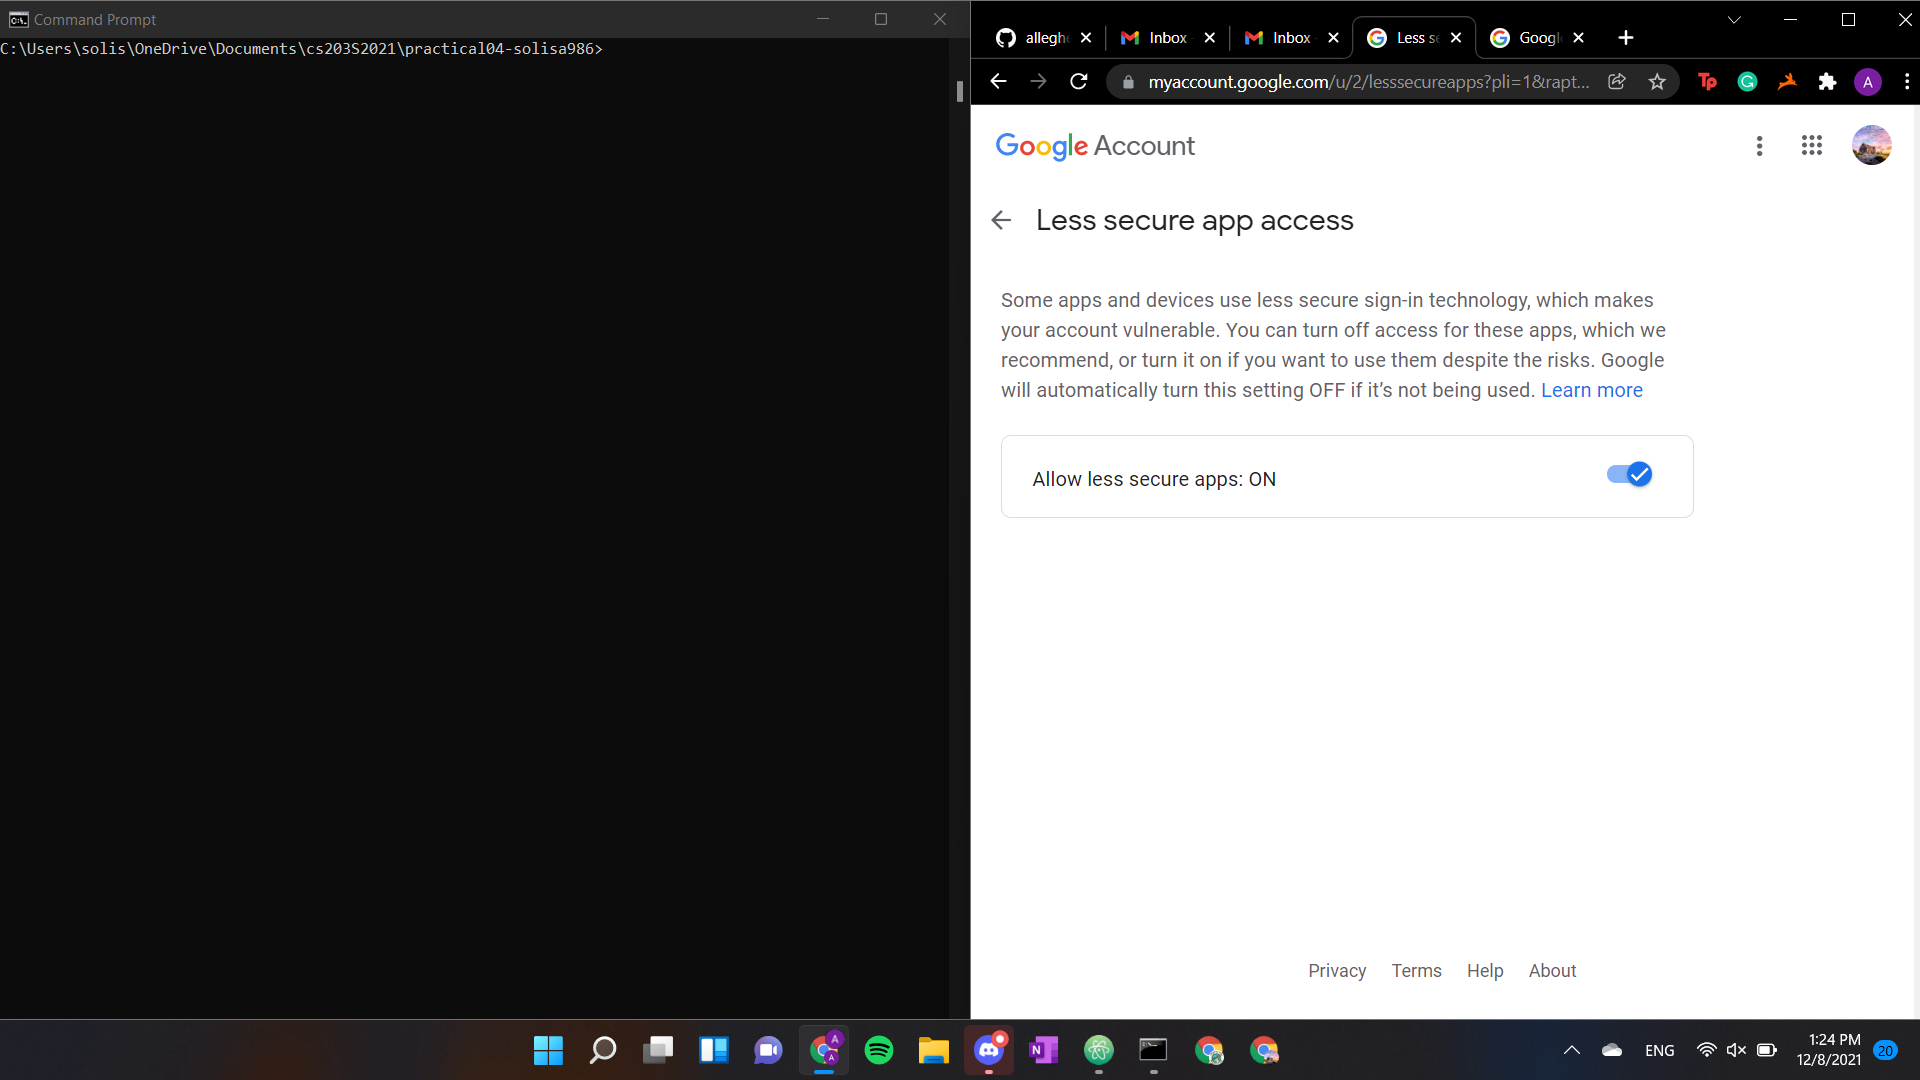 Command Prompt
C:\Users\solis\OneDrive\Documents\cs203S2021\practical04-solisa986>
Inbox
Inbox
Less se
Googl
myaccount.google.com/u/2/lesssecureapps?pli=1&rapt...
Tp
G
A
Google Account
Less secure app access
Some apps and devices use less secure sign-in technology, which makes
your account vulnerable. You can turn off access for these apps, which we
recommend, or turn it on if you want to use them despite the risks. Google
will automatically turn this setting OFF if it’s not being used. Learn more
Allow less secure apps: ON
Privacy Terms Help About
A
A
N
ENG
1:24 PM
12/8/2021
20